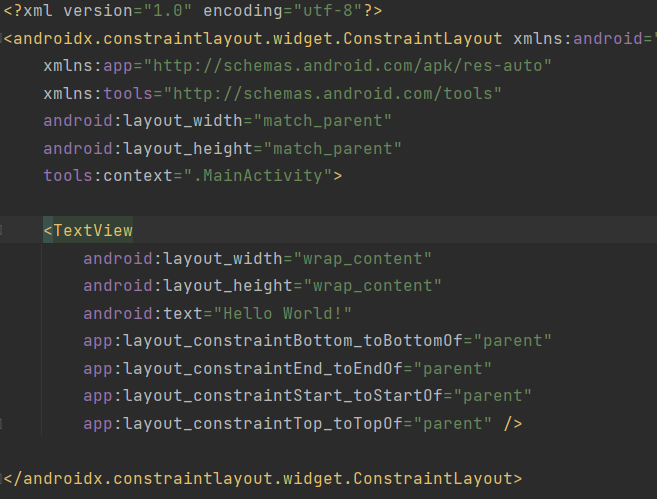 <?xml version="1.0" encoding="utf-8"?>
<androidx.constraintlayout.widget.ConstraintLayout xmlns:android="
    xmlns:app="http://schemas.android.com/apk/res-auto"
    xmlns:tools="http://schemas.android.com/tools"
    android:layout_width="match_parent"
    android:layout_height="match_parent"
    tools:context=".MainActivity">

    <TextView
        android:layout_width="wrap_content"
        android:layout_height="wrap_content"
        android:text="Hello World!"
        app:layout_constraintBottom_toBottomOf="parent"
        app:layout_constraintEnd_toEndOf="parent"
        app:layout_constraintStart_toStartOf="parent"
        app:layout_constraintTop_toTopOf="parent" />

</androidx.constraintlayout.widget.ConstraintLayout>